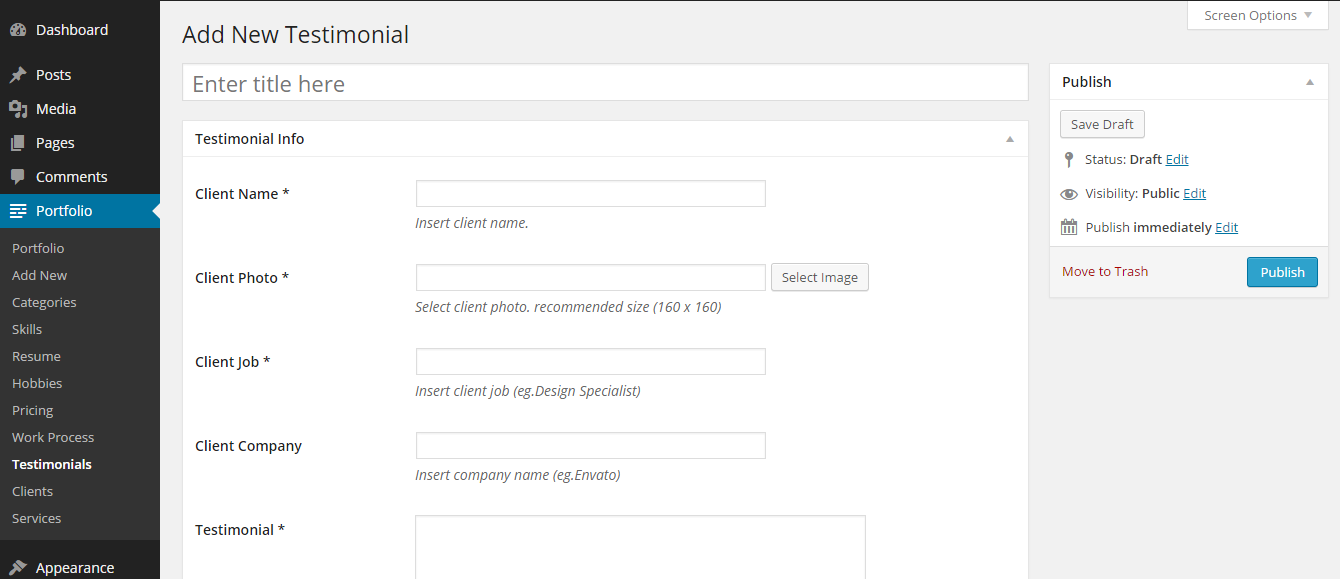 Dashboard
Posts
Media
Pages
Comments
Portfolio
Portfolio
Add New
Categories
Skills
Resume
Hobbies
Pricing
Work Process
Testimonials
Clients
Services
Appearance
Screen Options
Add New Testimonial
Enter title here
Testimonial Info
Client Name *
Insert client name.
Client Photo *
Select Image
Select client photo. recommended size (160 x 160)
Client Job *
Insert client job (eg.Design Specialist)
Client Company
Insert company name (eg.Envato)
Testimonial *
Publish
Save Draft
Status: Draft Edit
Visibility: Public Edit
Publish immediately Edit
Move to Trash
Publish